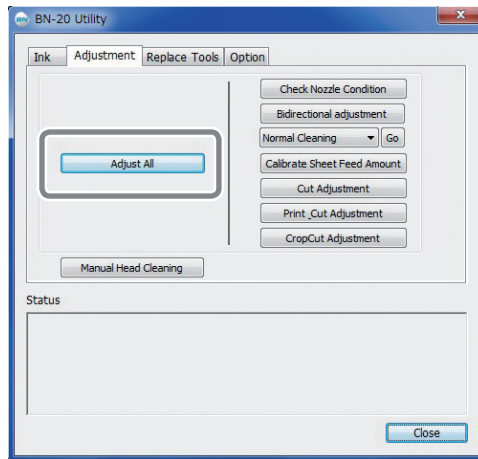 BN BN-20 Utility
Ink Adjustment Replace Tools Option
Check Nozzle Condition
Bidirectional adjustment
Normal Cleaning Go
Adjust All
Calibrate Sheet Feed Amount
Cut Adjustment
Print_Cut Adjustment
CropCut Adjustment
Manual Head Cleaning
Status
Close